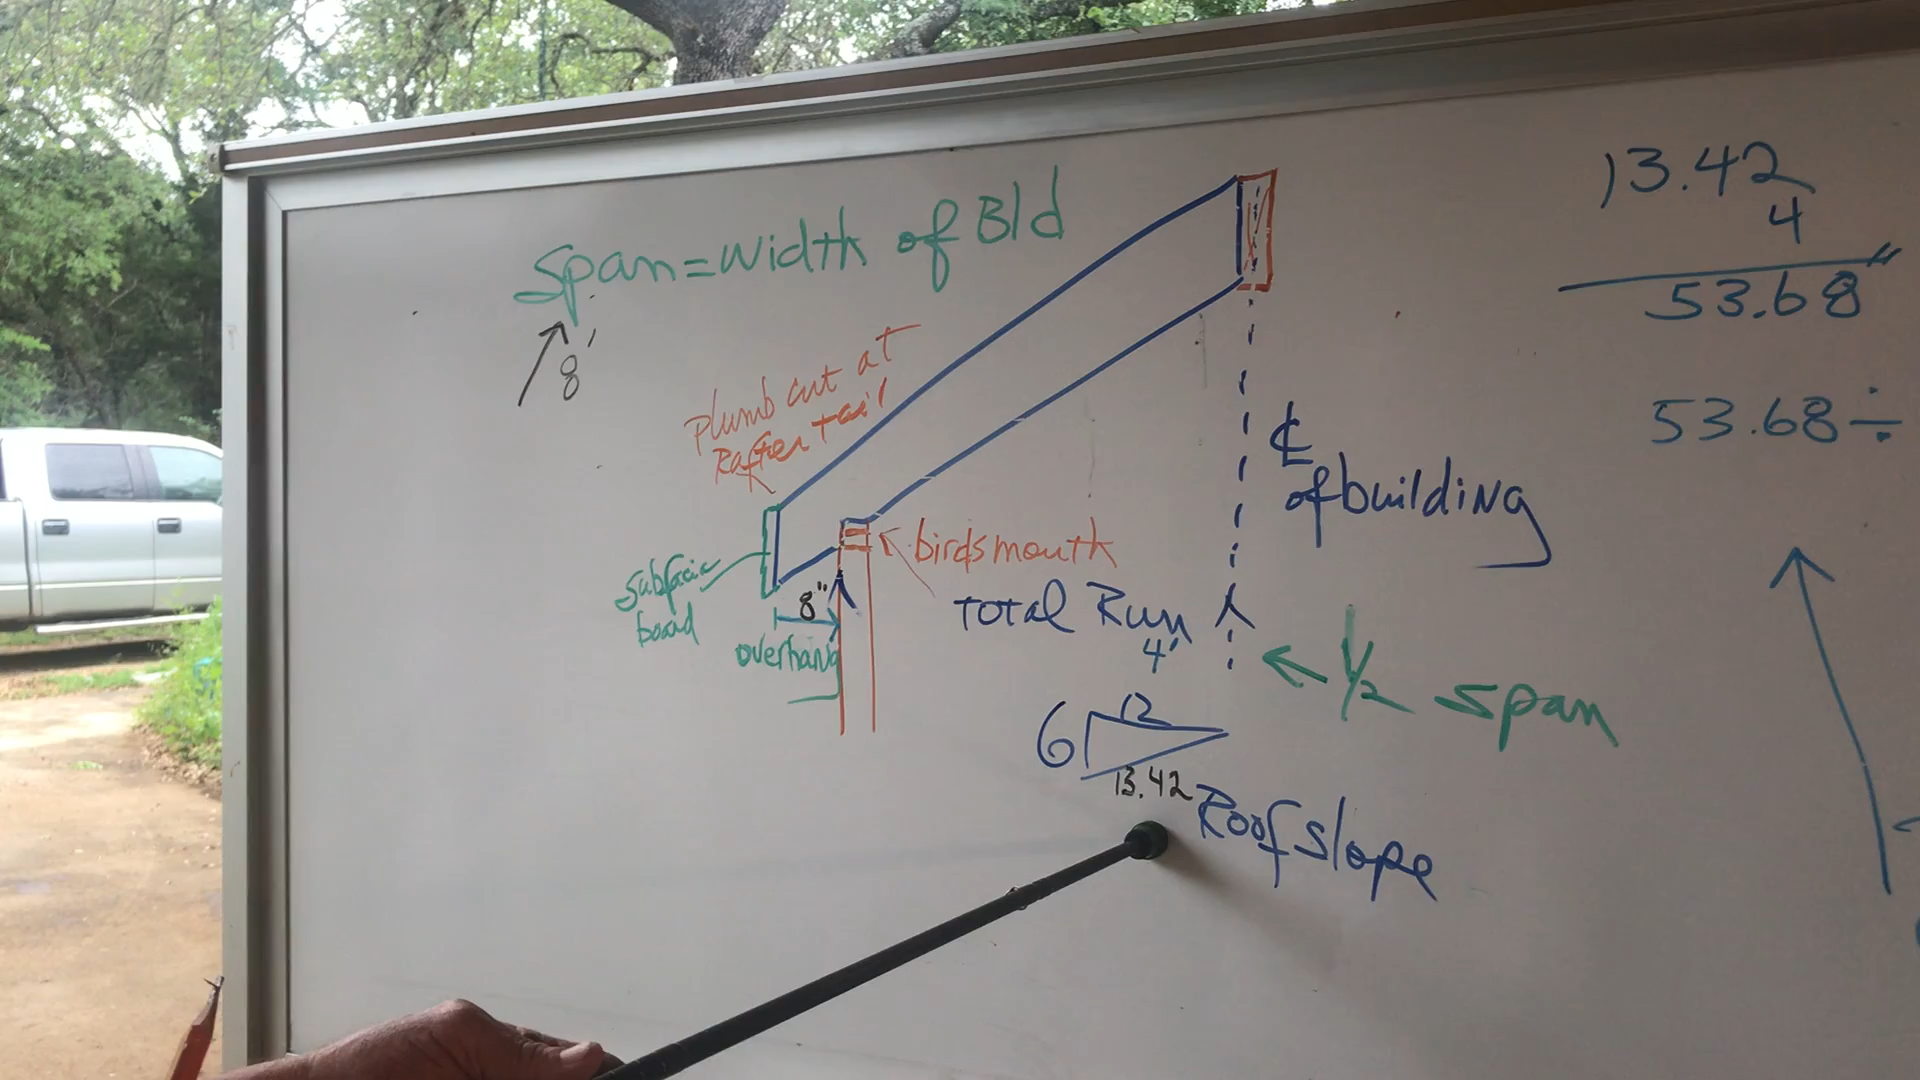 Span = Width of Bld
8'
Plumb cut at
Rafter tail
13.42
4
53.68"
53.68 ÷
℄
of building
birdsmouth
Subfacia
board
8"
overhang
Total Run
4'
← 1/2 span
12
6
13.42
Roof Slope